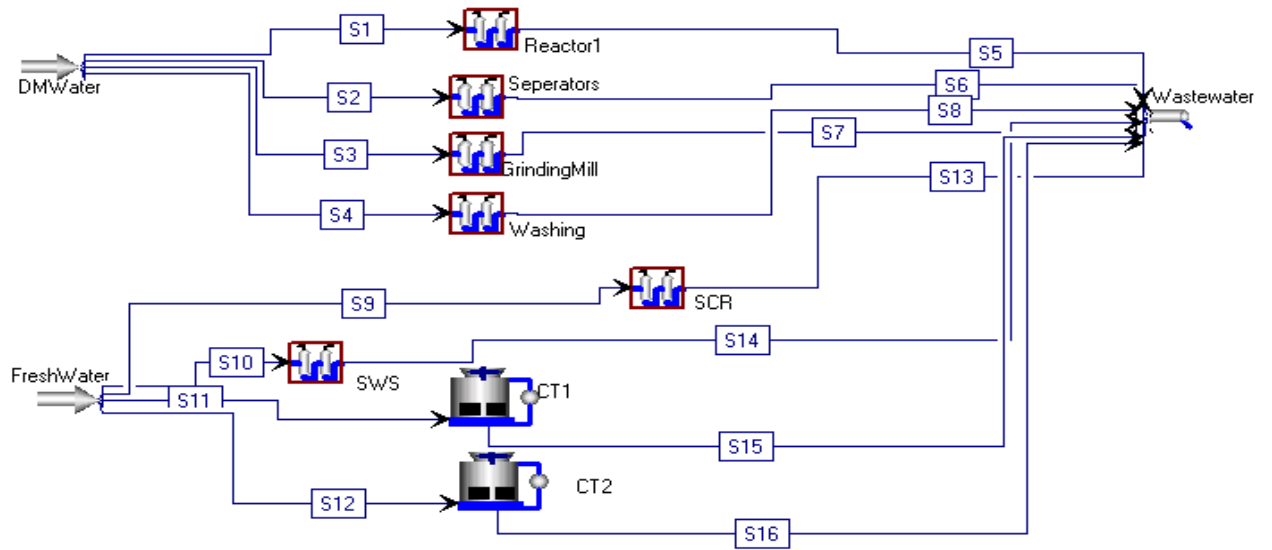 S1
Reactor1
S5
DMWater
S2
Seperators
S6
Wastewater
S8
S3
GrindingMill
S7
S13
S4
Washing
S9
SCR
S10
SWS
S14
FreshWater
S11
CT1
S15
S12
CT2
S16